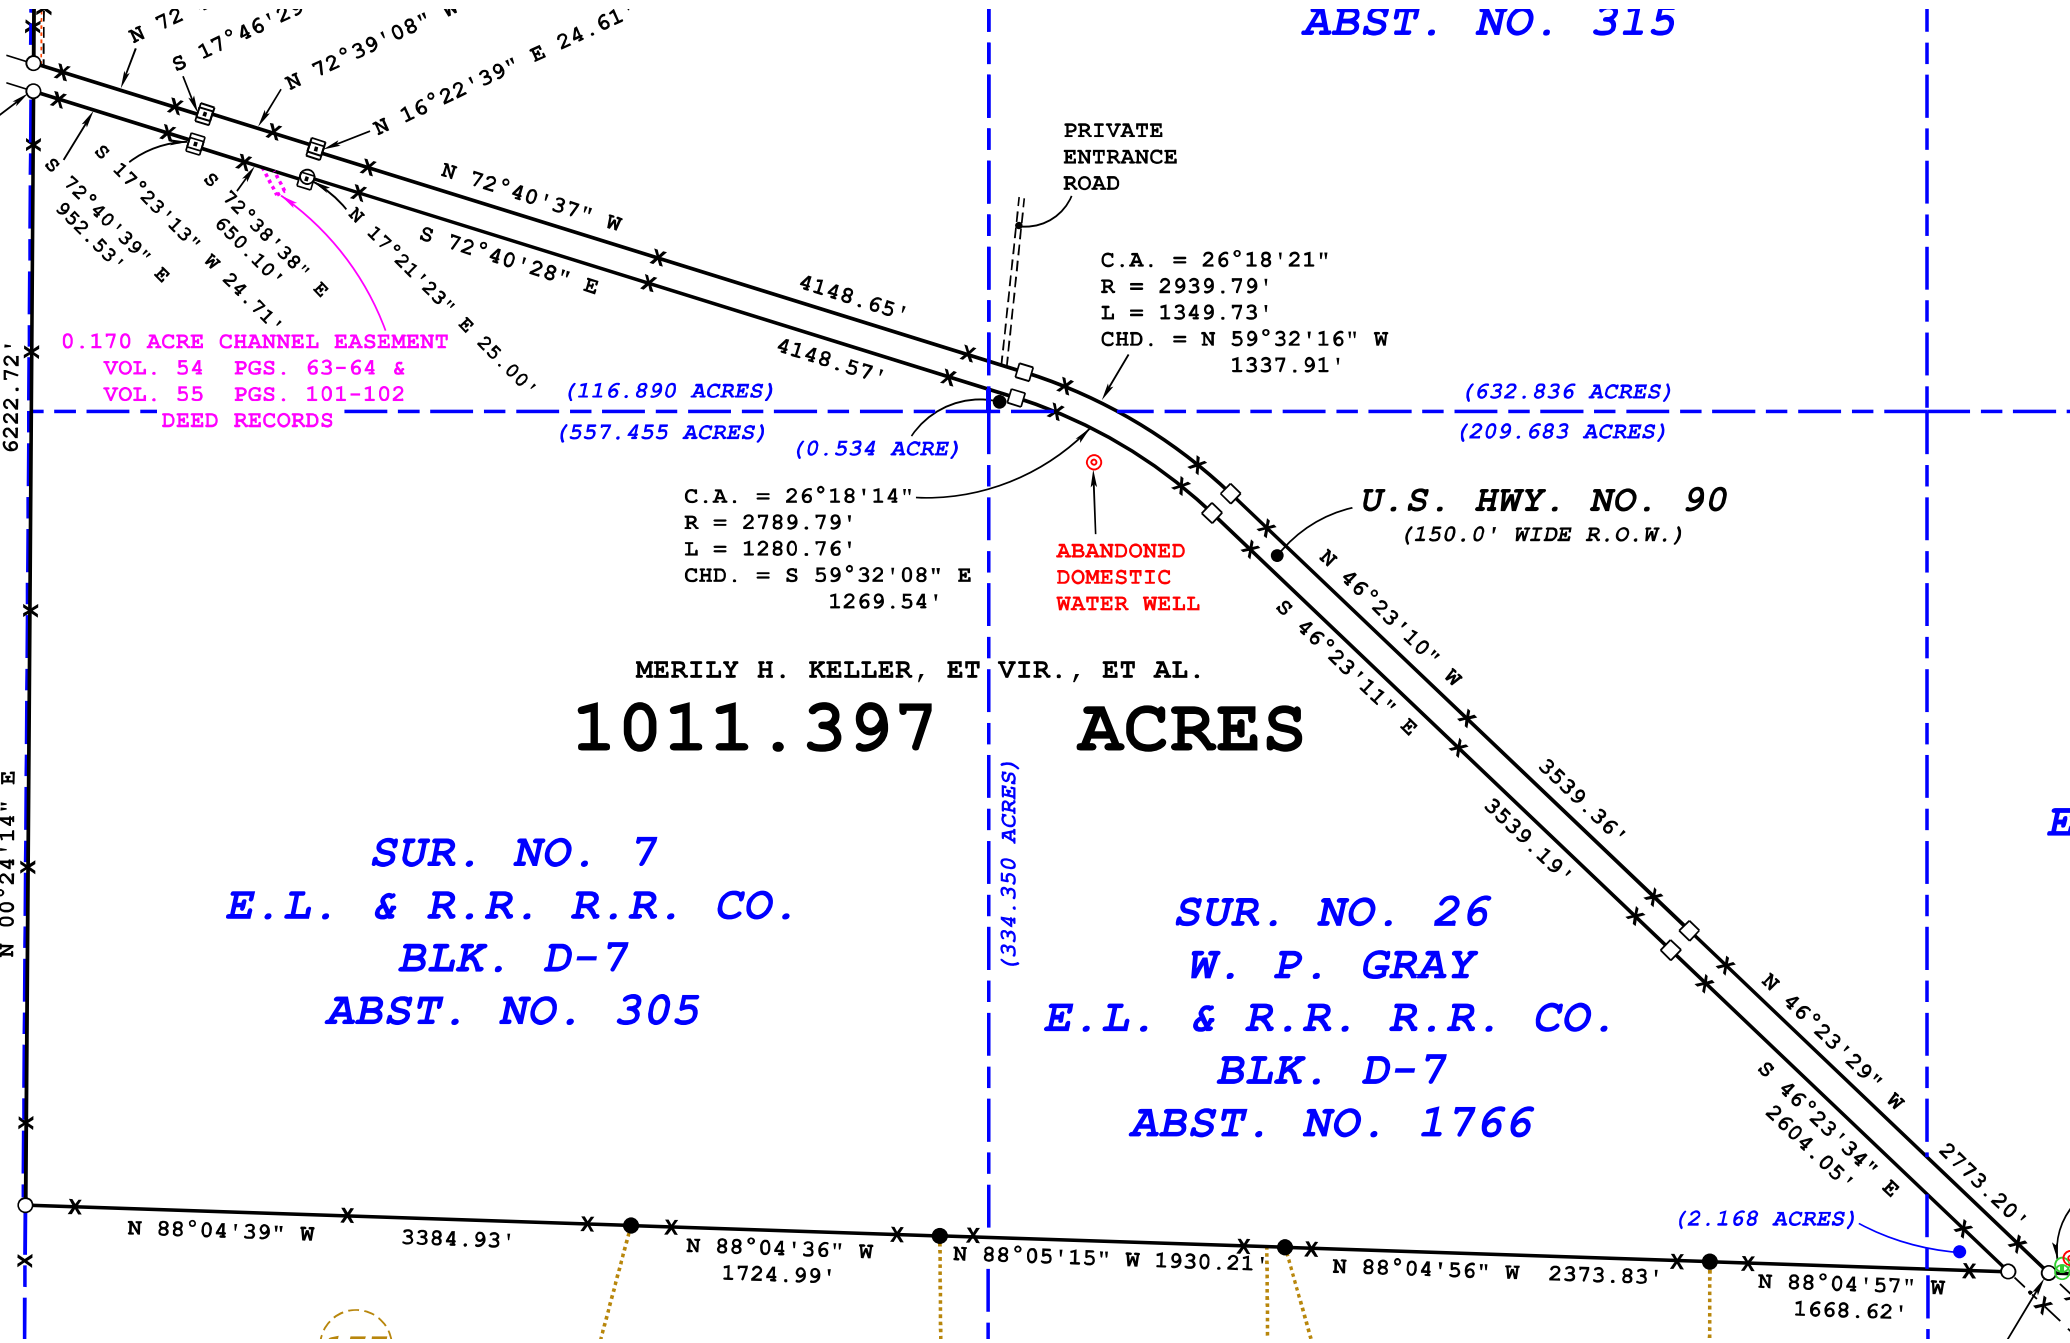 ABST. NO. 315
N 72
S 17°46'29
N 72°39'08" W
N 16°22'39" E 24.61'
PRIVATE
ENTRANCE
ROAD
N 72°40'37" W
4148.65'
S 72°40'28" E
4148.57'
S 72°40'39" E
952.53'
S 17°23'13" W 24.71'
S 72°38'38" E
650.10'
N 17°21'23" E 25.00'
C.A. = 26°18'21"
R = 2939.79'
L = 1349.73'
CHD. = N 59°32'16" W
1337.91'
0.170 ACRE CHANNEL EASEMENT
VOL. 54 PGS. 63-64 &
VOL. 55 PGS. 101-102
DEED RECORDS
6222.72'
N 00°24'14" E
(116.890 ACRES)
(557.455 ACRES)
(0.534 ACRE)
(632.836 ACRES)
(209.683 ACRES)
C.A. = 26°18'14"
R = 2789.79'
L = 1280.76'
CHD. = S 59°32'08" E
1269.54'
ABANDONED
DOMESTIC
WATER WELL
U.S. HWY. NO. 90
(150.0' WIDE R.O.W.)
N 46°23'10" W
3539.36'
S 46°23'11" E
3539.19'
MERILY H. KELLER, ET VIR., ET AL.
1011.397 ACRES
(334.350 ACRES)
SUR. NO. 7
E.L. & R.R. R.R. CO.
BLK. D-7
ABST. NO. 305
SUR. NO. 26
W. P. GRAY
E.L. & R.R. R.R. CO.
BLK. D-7
ABST. NO. 1766
E
N 46°23'29" W
2773.20'
S 46°23'34" E
2604.05'
(2.168 ACRES)
N 88°04'39" W 3384.93'
N 88°04'36" W
1724.99'
N 88°05'15" W 1930.21'
N 88°04'56" W 2373.83'
N 88°04'57" W
1668.62'